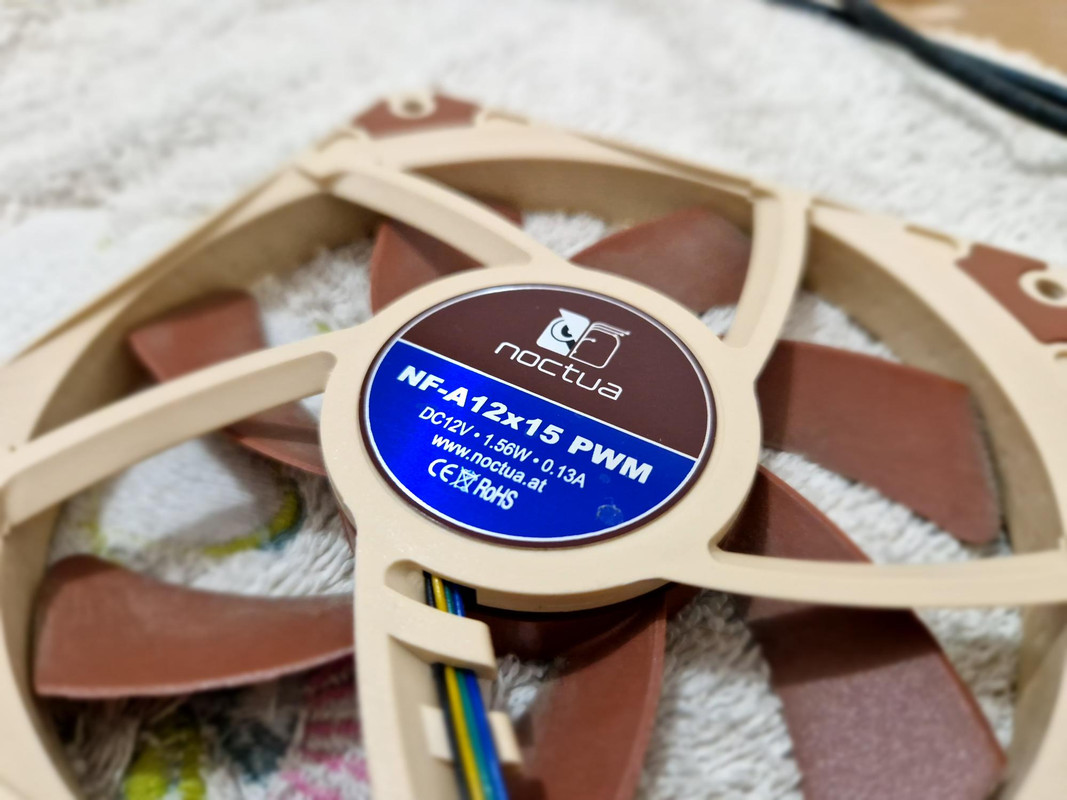 noctua
NF-A12x15 PWM
DC12V • 1.56W • 0.13A
www.noctua.at
CE RoHS